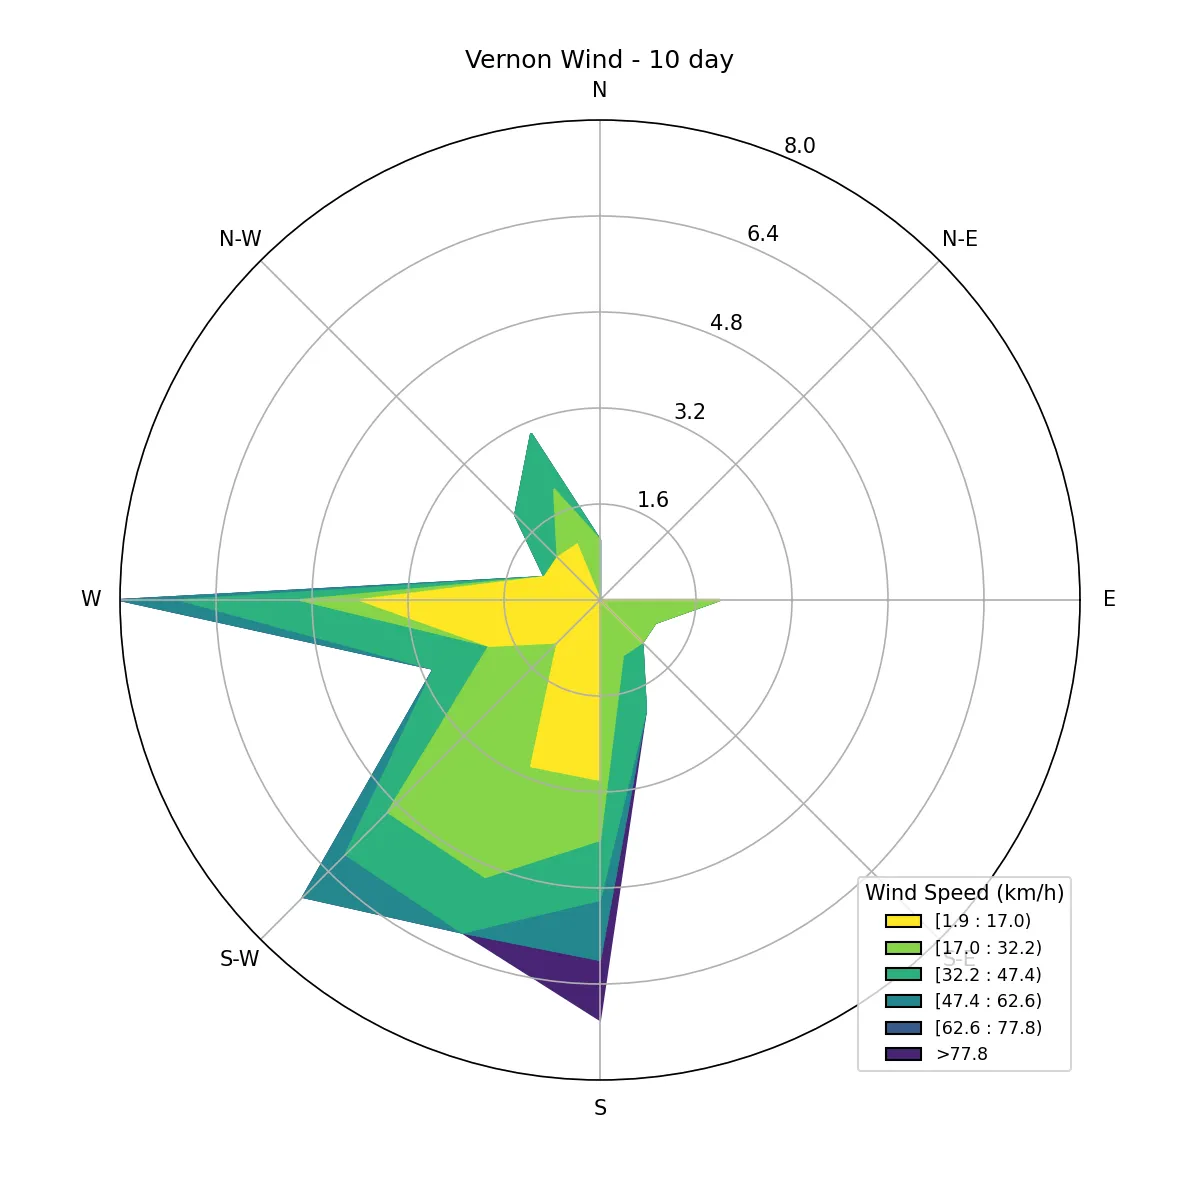 Vernon Wind - 10 day
N
8.0
N-W
6.4
N-E
4.8
3.2
1.6
W
E
Wind Speed (km/h)
[1.9 : 17.0)
[17.0 : 32.2)
S-W
S-E
[32.2 : 47.4)
[47.4 : 62.6)
[62.6 : 77.8)
>77.8
S